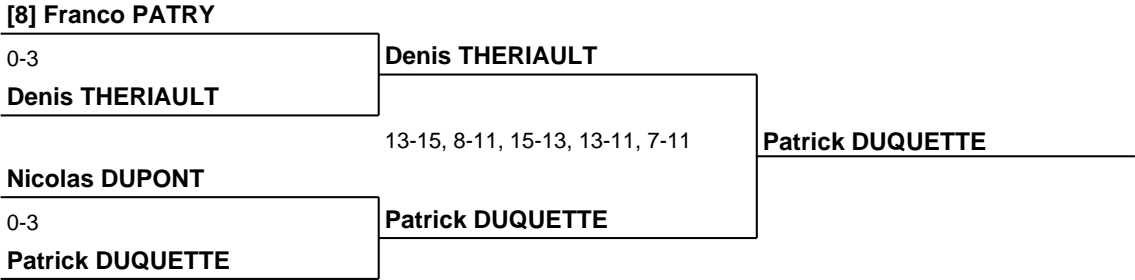 [8] Franco PATRY
0-3
Denis THERIAULT
Denis THERIAULT
13-15, 8-11, 15-13, 13-11, 7-11
Patrick DUQUETTE
Nicolas DUPONT
0-3
Patrick DUQUETTE
Patrick DUQUETTE